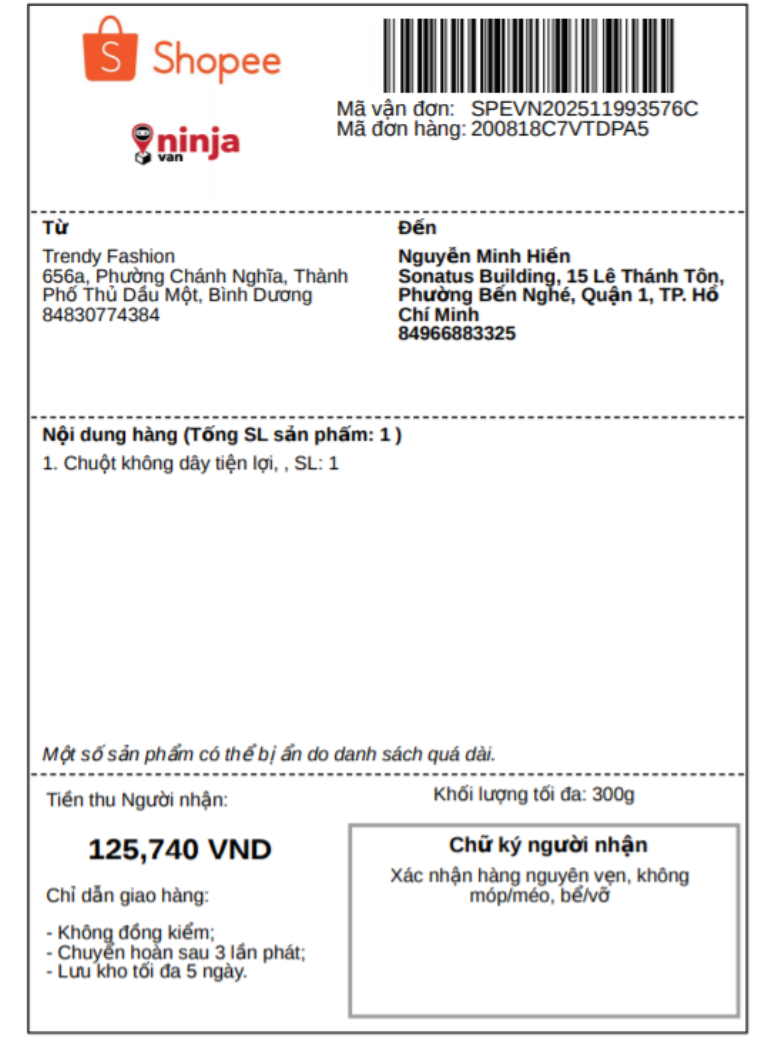 S Shopee
ninja
van
Mã vận đơn: SPEVN202511993576C
Mã đơn hàng: 200818C7VTDPA5
Từ
Trendy Fashion
656a, Phường Chánh Nghĩa, Thành
Phố Thủ Dầu Một, Bình Dương
84830774384
Đến
Nguyễn Minh Hiến
Sonatus Building, 15 Lê Thánh Tôn,
Phường Bến Nghé, Quận 1, TP. Hồ
Chí Minh
84966883325
Nội dung hàng (Tổng SL sản phẩm: 1 )
1. Chuột không dây tiện lợi, , SL: 1
Một số sản phẩm có thể bị ẩn do danh sách quá dài.
Tiền thu Người nhận:
125,740 VND
Chỉ dẫn giao hàng:
- Không đồng kiểm;
- Chuyển hoàn sau 3 lần phát;
- Lưu kho tối đa 5 ngày.
Khối lượng tối đa: 300g
Chữ ký người nhận
Xác nhận hàng nguyên vẹn, không
móp/méo, bể/vỡ